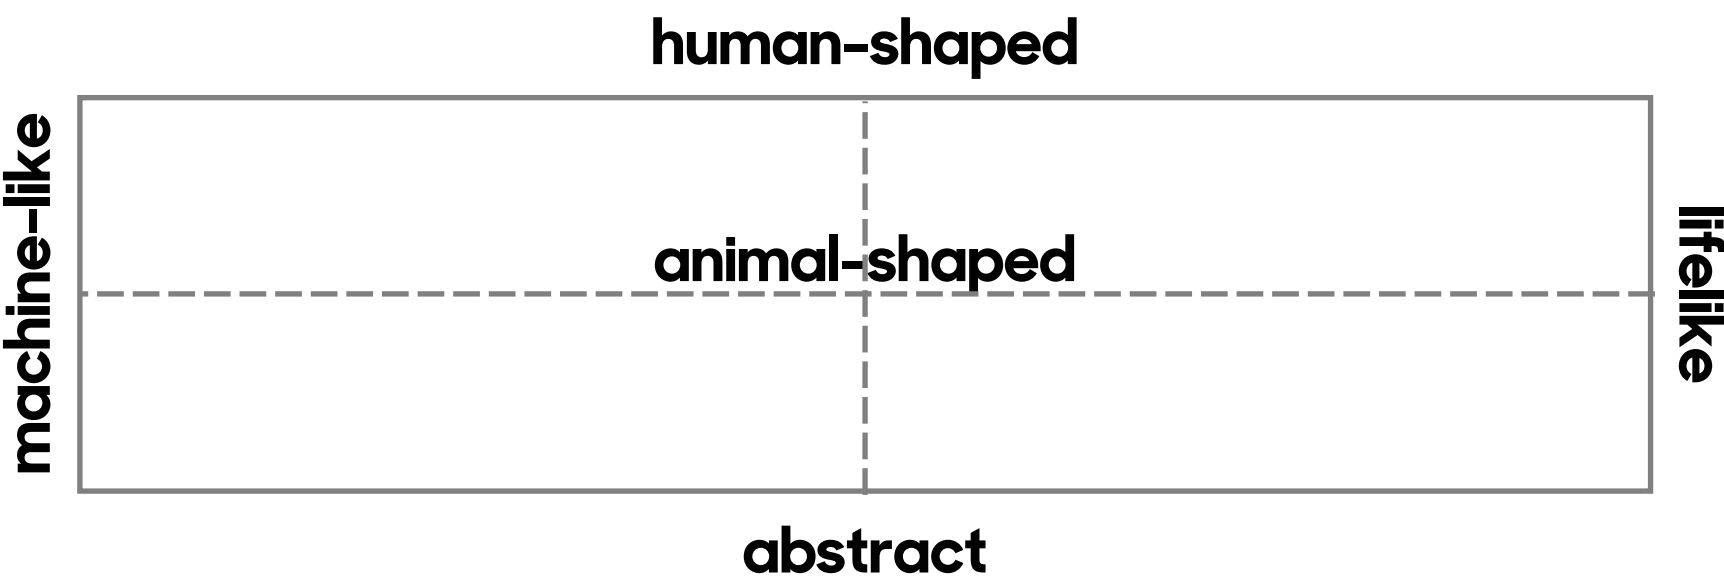 human-shaped
machine-like
animal-shaped
lifelike
abstract